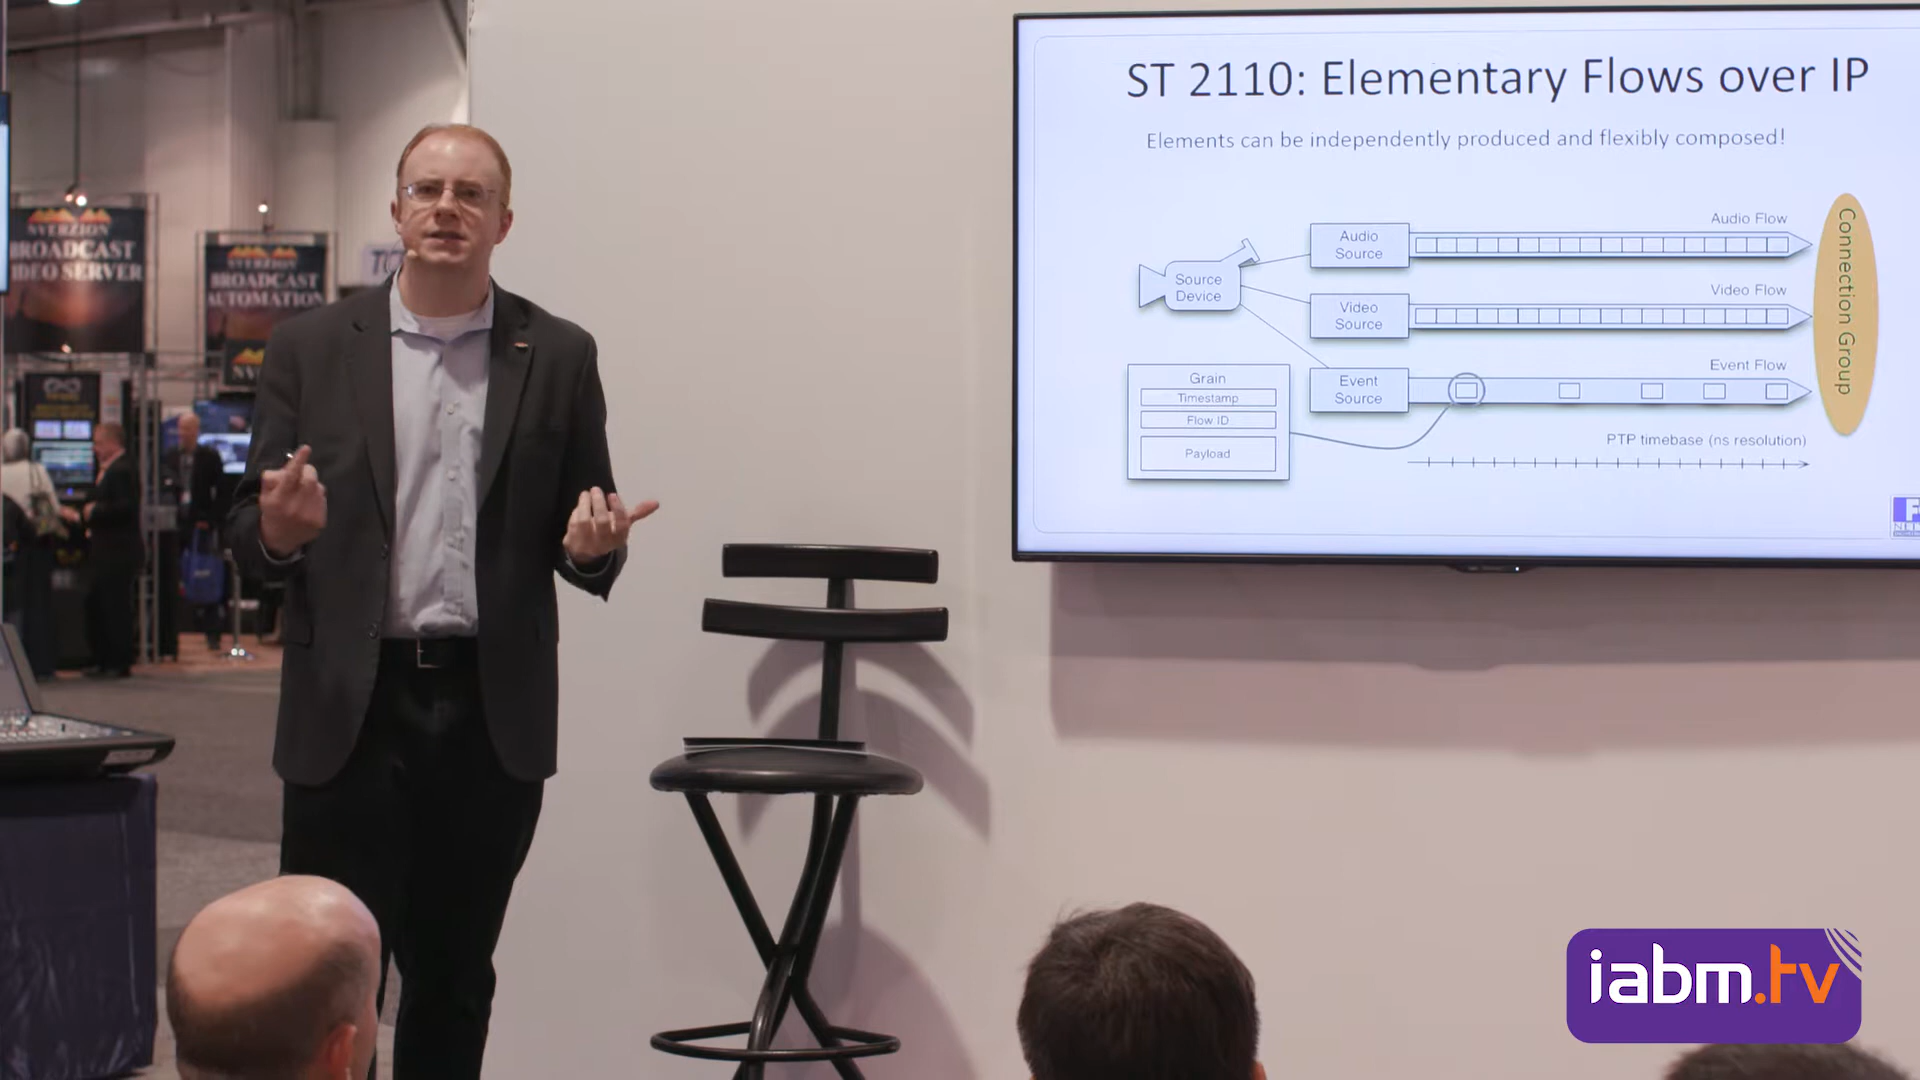 NVERZION
BROADCAST
VIDEO SERVER
NVERZION
BROADCAST
AUTOMATION
ST 2110: Elementary Flows over IP
Elements can be independently produced and flexibly composed!
Source
Device
Audio
Source
Audio Flow
Video
Source
Video Flow
Event
Source
Event Flow
Connection Group
Grain
Timestamp
Flow ID
Payload
PTP timebase (ns resolution)
iabm.tv